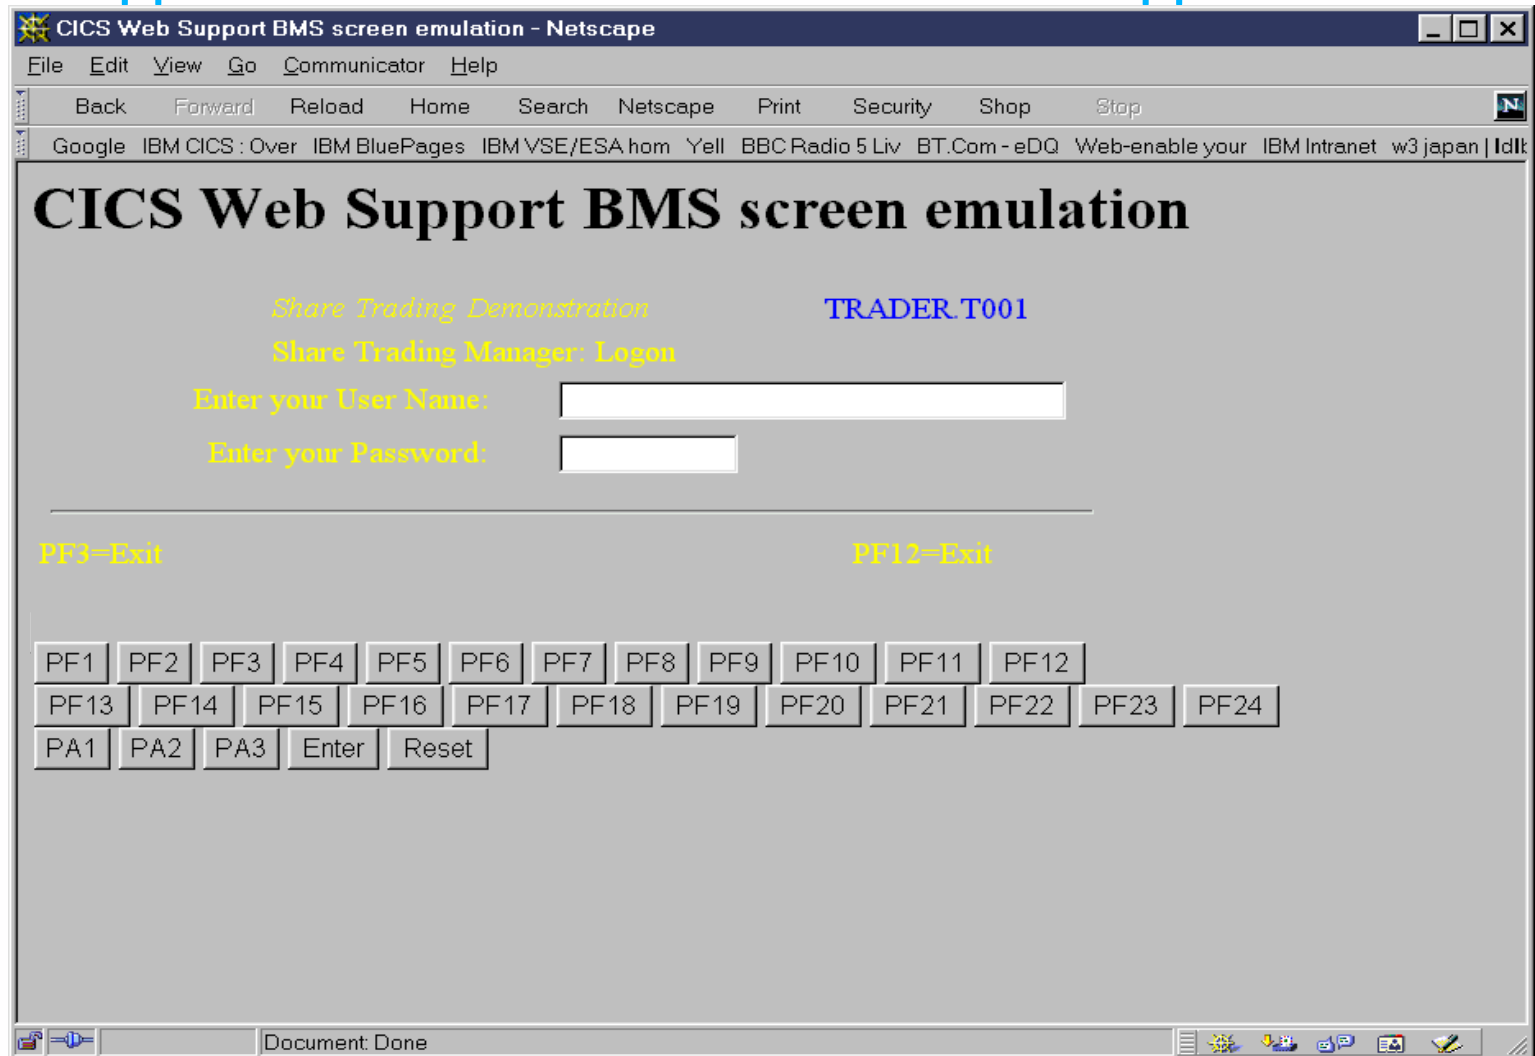 CICS Web Support BMS screen emulation - Netscape
File Edit View Go Communicator Help
Back Forward Reload Home Search Netscape Print Security Shop Stop N
Google IBM CICS : Over IBM BluePages IBM VSE/ESA hom Yell BBC Radio 5 Liv BT.Com - eDQ Web-enable your IBM Intranet w3 japan |
CICS Web Support BMS screen emulation
Share Trading Demonstration TRADER.T001
Share Trading Manager: Logon
Enter your User Name:
Enter your Password:
PF3=Exit PF12=Exit
PF1 PF2 PF3 PF4 PF5 PF6 PF7 PF8 PF9 PF10 PF11 PF12
PF13 PF14 PF15 PF16 PF17 PF18 PF19 PF20 PF21 PF22 PF23 PF24
PA1 PA2 PA3 Enter Reset
Document: Done